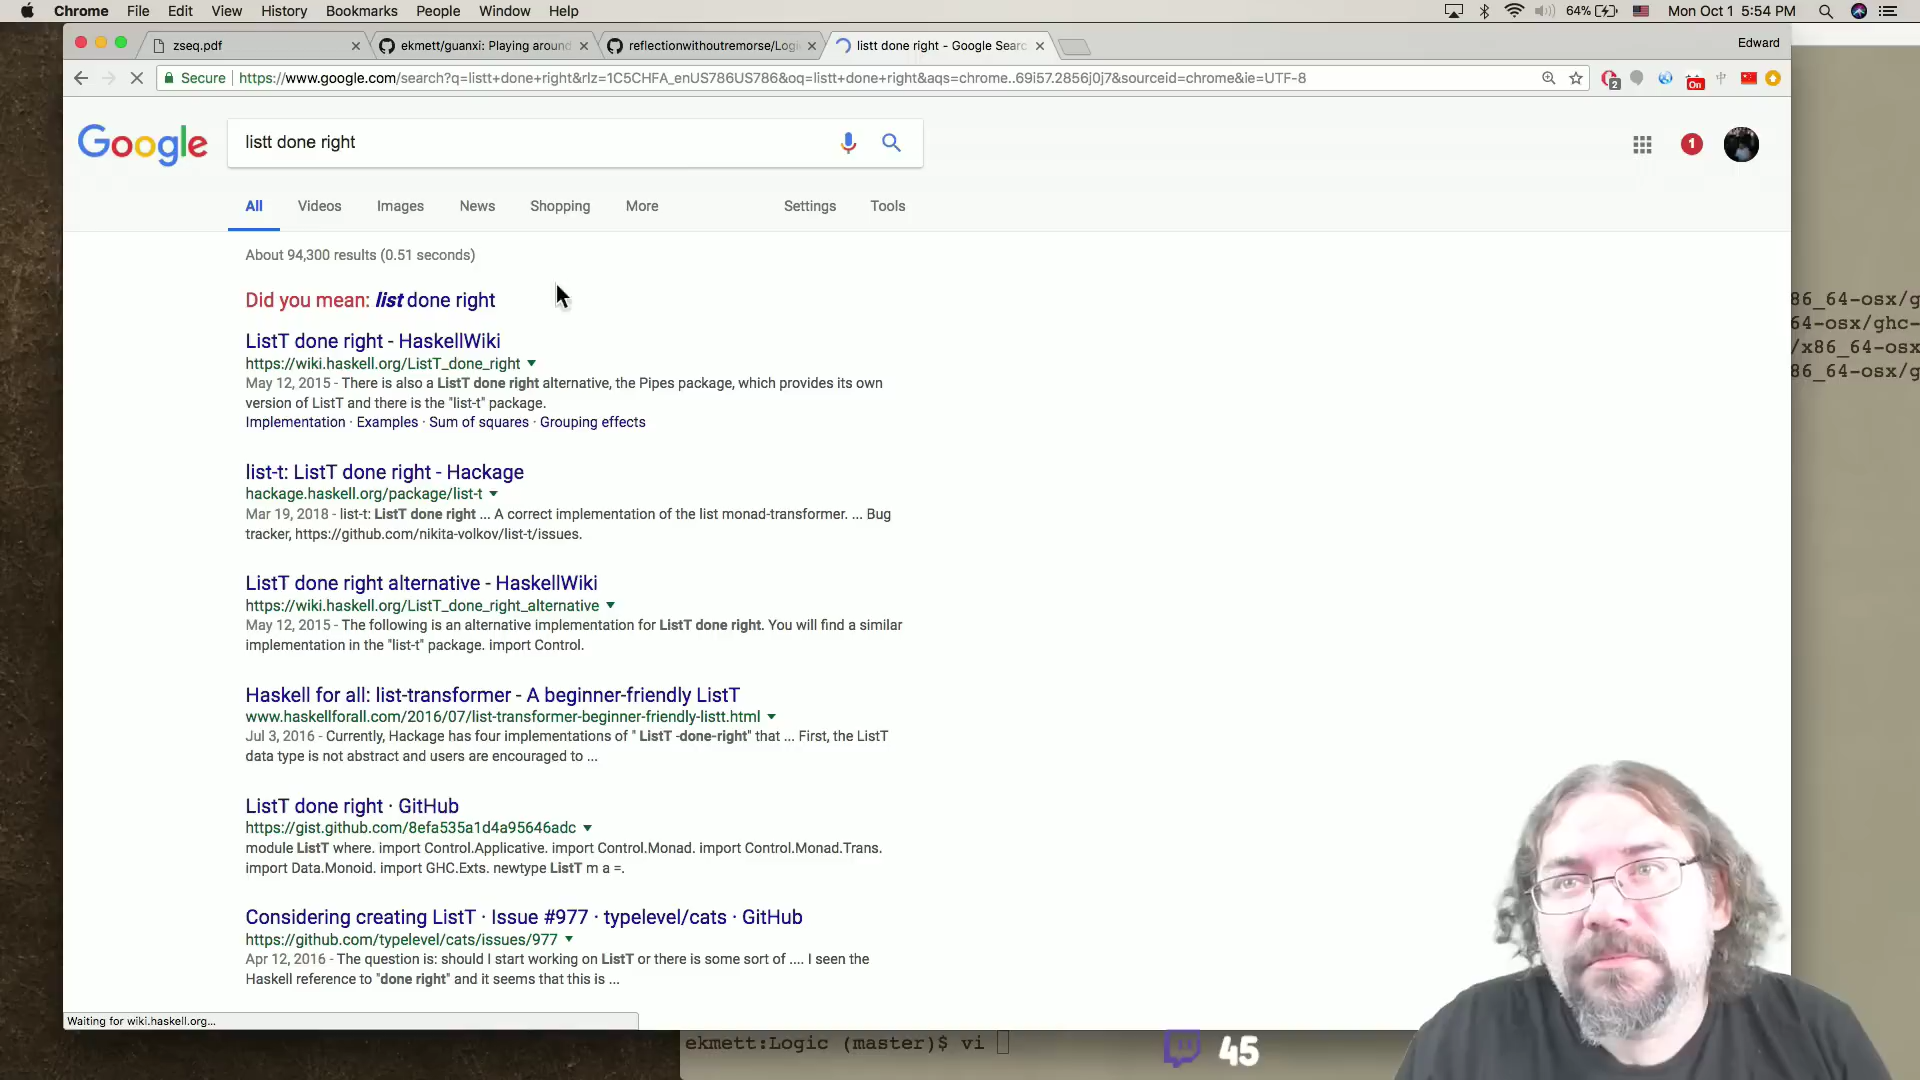 Chrome File Edit View History Bookmarks People Window Help 64% Mon Oct 1 5:54 PM
zseq.pdf ekmett/guanxi: Playing around reflectionwithoutremorse/Logi listt done right - Google Sear Edward
Secure https://www.google.com/search?q=listt+done+right&rlz=1C5CHFA_enUS786US786&oq=listt+done+right&aqs=chrome..69i57.2856j0j7&sourceid=chrome&ie=UTF-8 2 On
Google listt done right 1
All Videos Images News Shopping More Settings Tools
About 94,300 results (0.51 seconds)
Did you mean: list done right
ListT done right - HaskellWiki
https://wiki.haskell.org/ListT_done_right
May 12, 2015 - There is also a ListT done right alternative, the Pipes package, which provides its own
version of ListT and there is the "list-t" package.
Implementation · Examples · Sum of squares · Grouping effects
list-t: ListT done right - Hackage
hackage.haskell.org/package/list-t
Mar 19, 2018 - list-t: ListT done right ... A correct implementation of the list monad-transformer. ... Bug
tracker, https://github.com/nikita-volkov/list-t/issues.
ListT done right alternative - HaskellWiki
https://wiki.haskell.org/ListT_done_right_alternative
May 12, 2015 - The following is an alternative implementation for ListT done right. You will find a similar
implementation in the "list-t" package. import Control.
Haskell for all: list-transformer - A beginner-friendly ListT
www.haskellforall.com/2016/07/list-transformer-beginner-friendly-listt.html
Jul 3, 2016 - Currently, Hackage has four implementations of " ListT -done-right" that ... First, the ListT
data type is not abstract and users are encouraged to ...
ListT done right · GitHub
https://gist.github.com/8efa535a1d4a95646adc
module ListT where. import Control.Applicative. import Control.Monad. import Control.Monad.Trans.
import Data.Monoid. import GHC.Exts. newtype ListT m a =.
Considering creating ListT · Issue #977 · typelevel/cats · GitHub
https://github.com/typelevel/cats/issues/977
Apr 12, 2016 - The question is: should I start working on ListT or there is some sort of .... I seen the
Haskell reference to "done right" and it seems that this is ...
Waiting for wiki.haskell.org...
86_64-osx/g
64-osx/ghc-
/x86_64-osx
86_64-osx/g
ekmett:Logic (master)$ vi
45